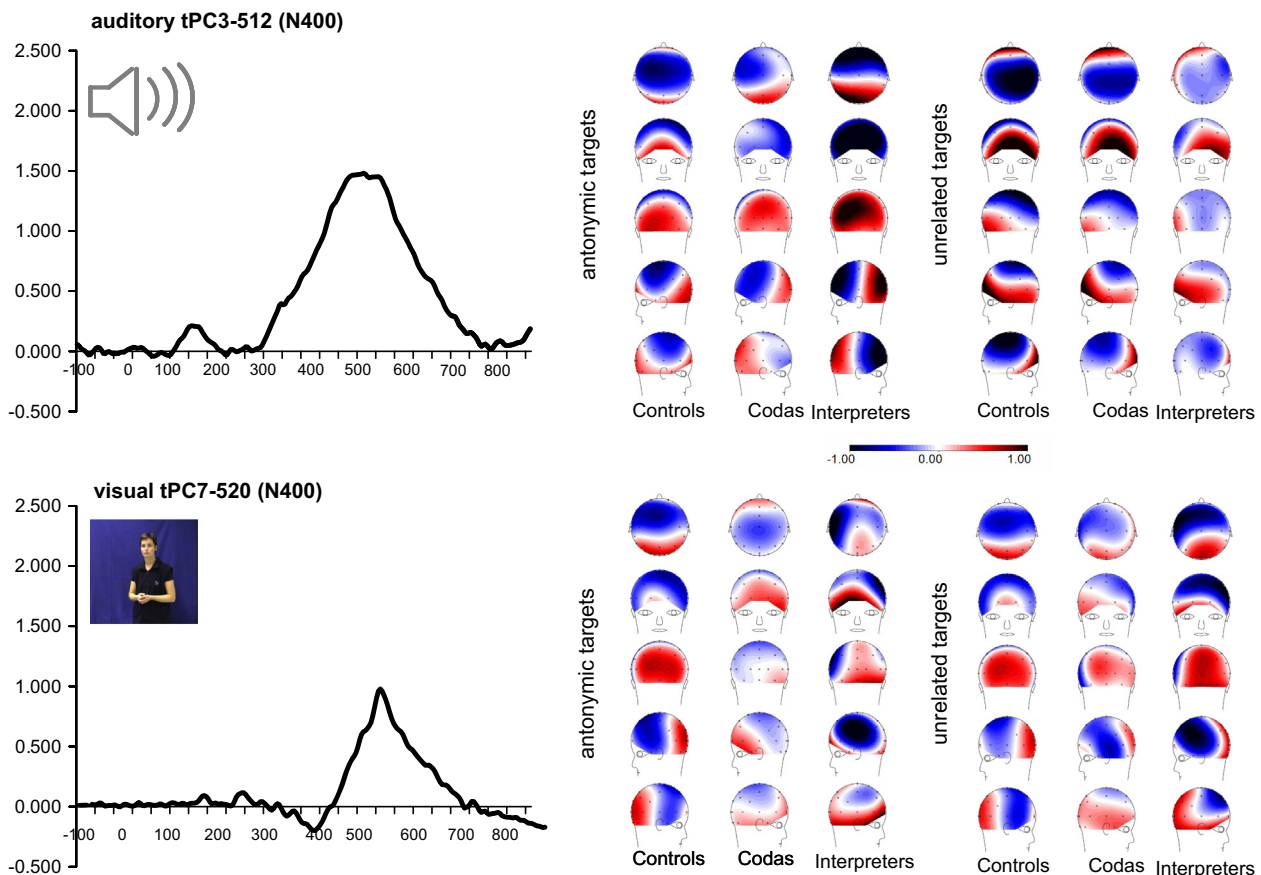 auditory tPC3-512 (N400)
2.500
2.000
1.500
1.000
0.500
0.000
-0.500
-100 0 100 200 300 400 500 600 700 800
antonymic targets
Controls Codas Interpreters
unrelated targets
Controls Codas Interpreters
-1.00 0.00 1.00
visual tPC7-520 (N400)
2.500
2.000
1.500
1.000
0.500
0.000
-0.500
-100 0 100 200 300 400 500 600 700 800
antonymic targets
Controls Codas Interpreters
unrelated targets
Controls Codas Interpreters